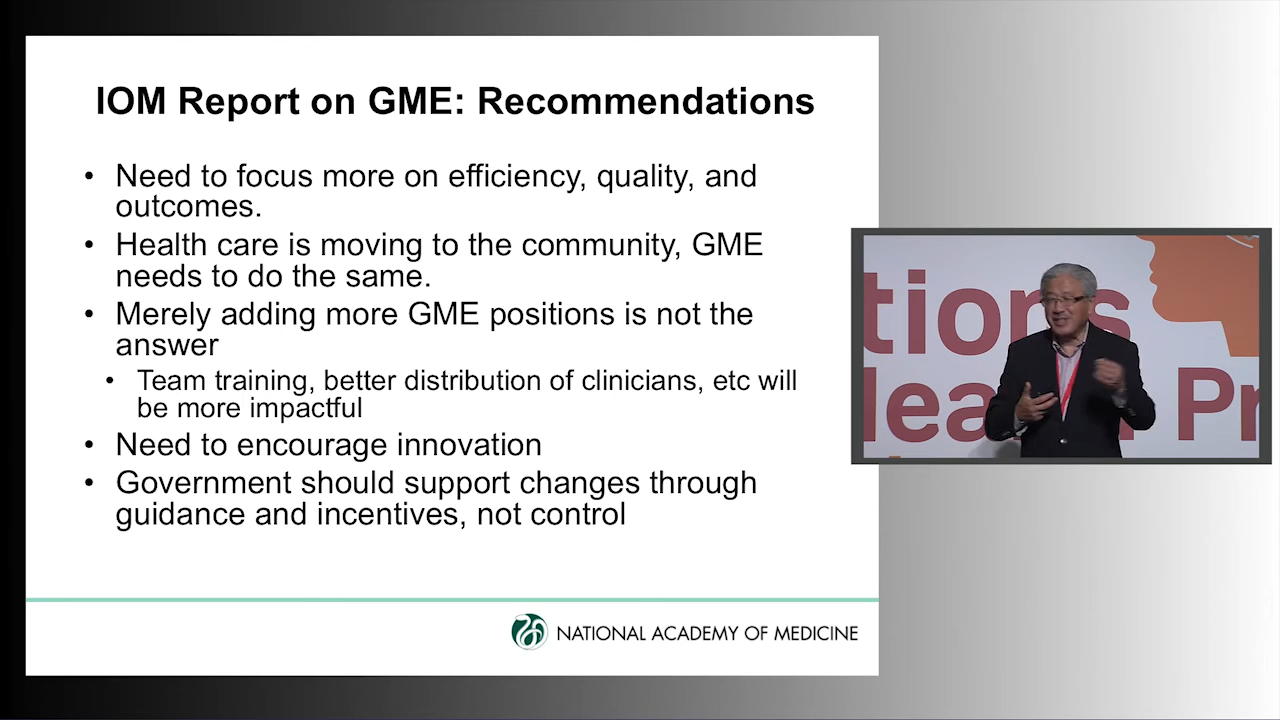 IOM Report on GME: Recommendations
• Need to focus more on efficiency, quality, and
outcomes.
• Health care is moving to the community, GME
needs to do the same.
• Merely adding more GME positions is not the
answer
• Team training, better distribution of clinicians, etc will
be more impactful
• Need to encourage innovation
• Government should support changes through
guidance and incentives, not control
NATIONAL ACADEMY OF MEDICINE
tions
Pr